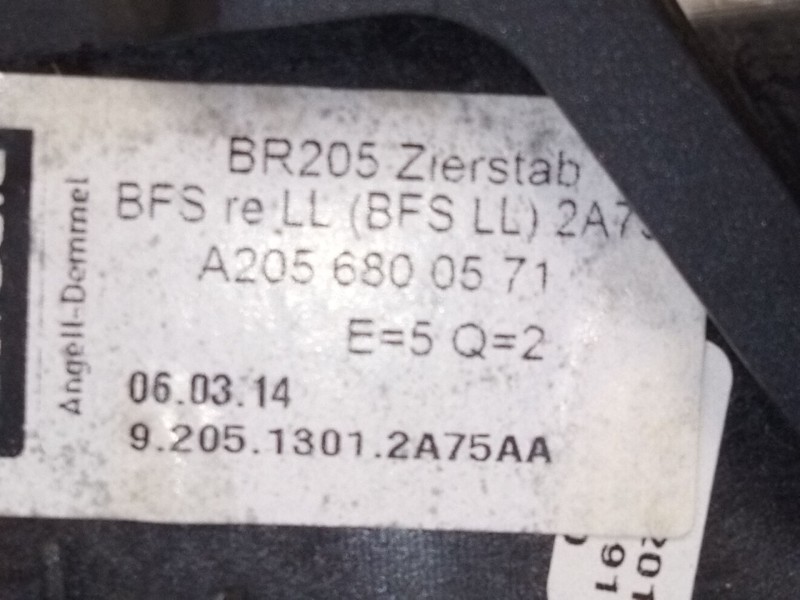 BR205 Zierstab
BFS re LL (BFS LL) 2A75
A205 680 05 71
E=5 Q=2
06.03.14
9.205.1301.2A75AA
Angell-Demmel